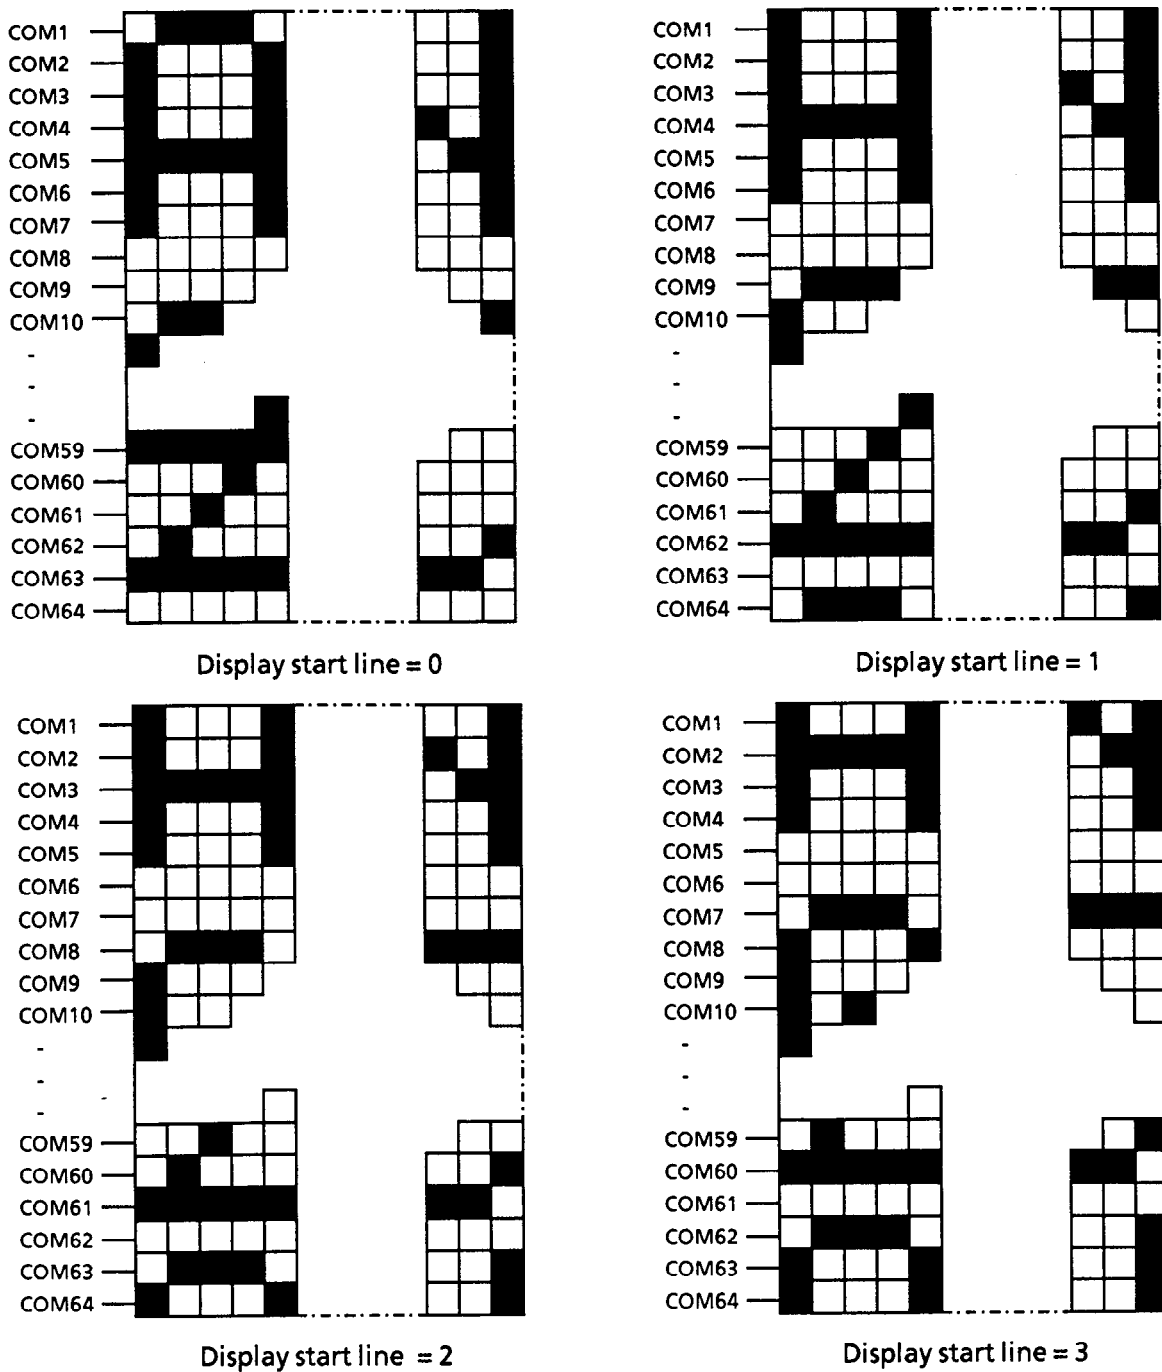 COM1
COM2
COM3
COM4
COM5
COM6
COM7
COM8
COM9
COM10
-
-
-
COM59
COM60
COM61
COM62
COM63
COM64
Display start line = 0
COM1
COM2
COM3
COM4
COM5
COM6
COM7
COM8
COM9
COM10
-
-
-
COM59
COM60
COM61
COM62
COM63
COM64
Display start line = 1
COM1
COM2
COM3
COM4
COM5
COM6
COM7
COM8
COM9
COM10
-
-
-
COM59
COM60
COM61
COM62
COM63
COM64
Display start line = 2
COM1
COM2
COM3
COM4
COM5
COM6
COM7
COM8
COM9
COM10
-
-
-
COM59
COM60
COM61
COM62
COM63
COM64
Display start line = 3